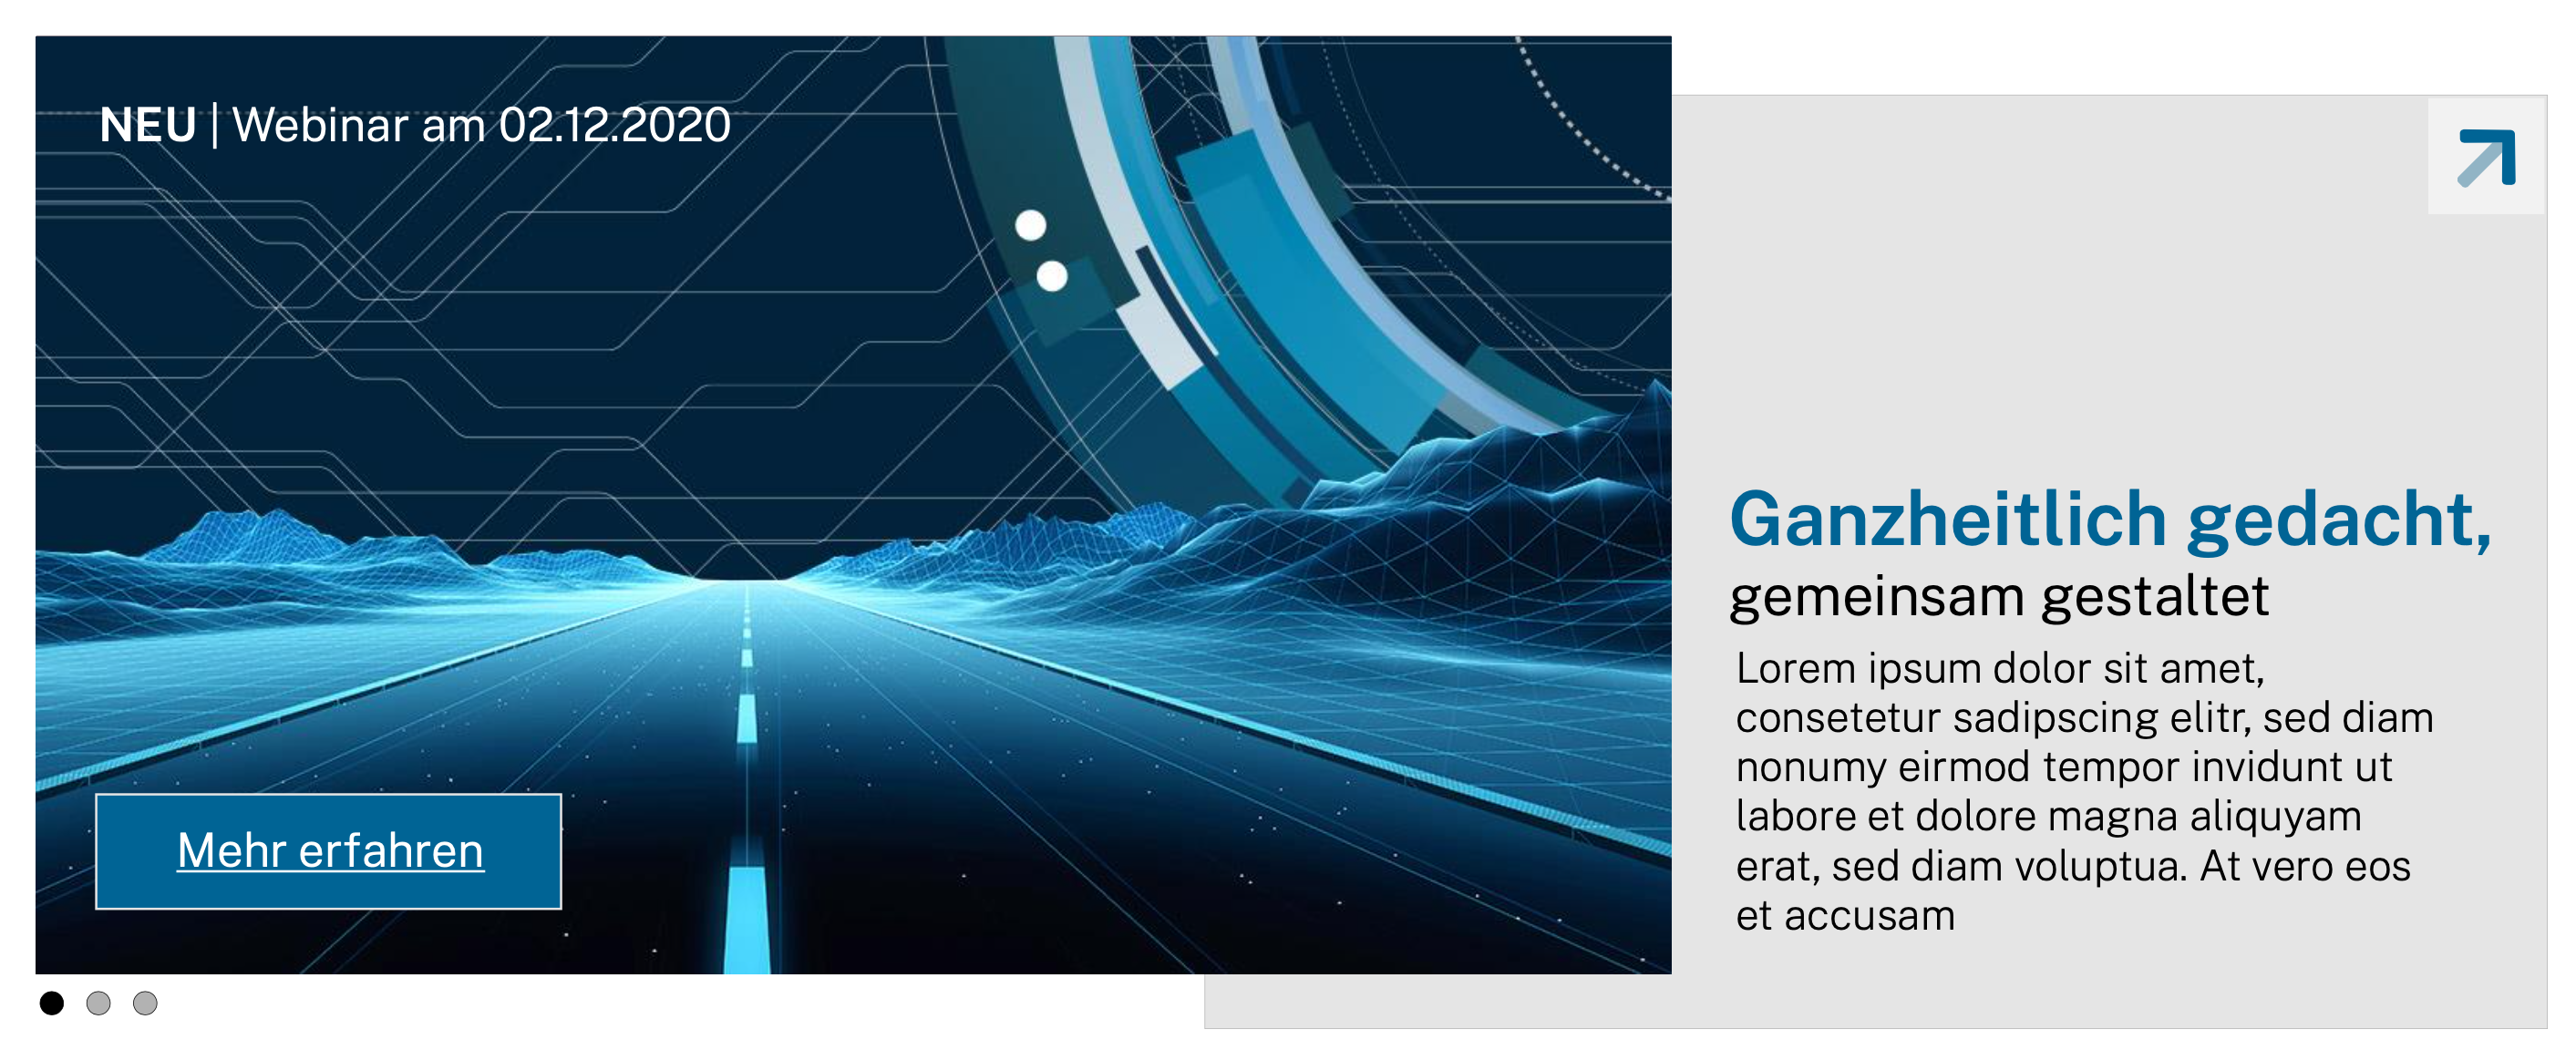 NEU | Webinar am 02.12.2020
Mehr erfahren
Ganzheitlich gedacht,
gemeinsam gestaltet
Lorem ipsum dolor sit amet,
consetetur sadipscing elitr, sed diam
nonumy eirmod tempor invidunt ut
labore et dolore magna aliquyam
erat, sed diam voluptua. At vero eos
et accusam